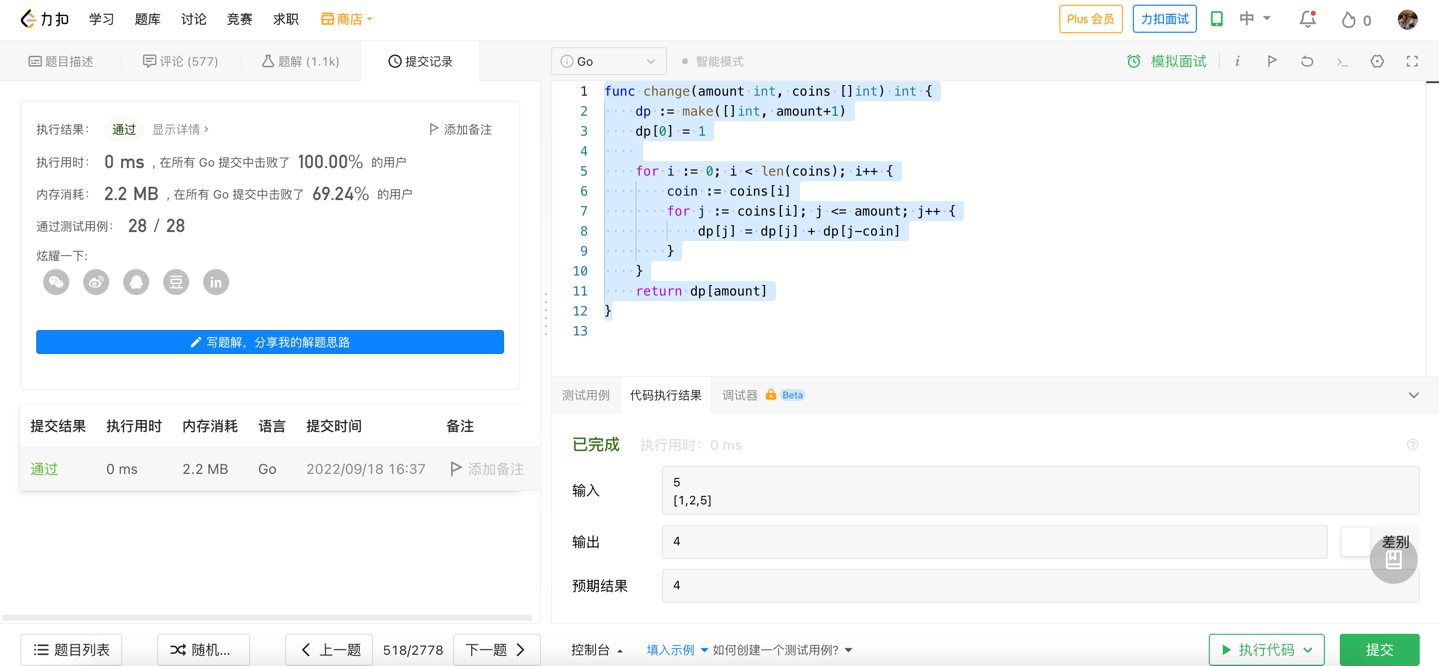 力扣 学习 题库 讨论 竞赛 求职 商店 Plus 会员 力扣面试 中 0
题目描述 评论 (577) 题解 (1.1k) 提交记录
Go 智能模式 模拟面试
执行结果： 通过 显示详情 › 添加备注
执行用时： 0 ms , 在所有 Go 提交中击败了 100.00% 的用户
内存消耗： 2.2 MB , 在所有 Go 提交中击败了 69.24% 的用户
通过测试用例： 28 / 28
炫耀一下:
豆 in
写题解，分享我的解题思路
提交结果 执行用时 内存消耗 语言 提交时间 备注
通过 0 ms 2.2 MB Go 2022/09/18 16:37 添加备注
1 func change(amount int, coins []int) int {
2 dp := make([]int, amount+1)
3 dp[0] = 1
4
5 for i := 0; i < len(coins); i++ {
6 coin := coins[i]
7 for j := coins[i]; j <= amount; j++ {
8 dp[j] = dp[j] + dp[j-coin]
9 }
10 }
11 return dp[amount]
12 }
13
测试用例 代码执行结果 调试器 Beta
已完成 执行用时：0 ms
输入
5
[1,2,5]
输出 4 差别
预期结果 4
题目列表 随机... 上一题 518/2778 下一题 控制台 填入示例 如何创建一个测试用例? 执行代码 提交